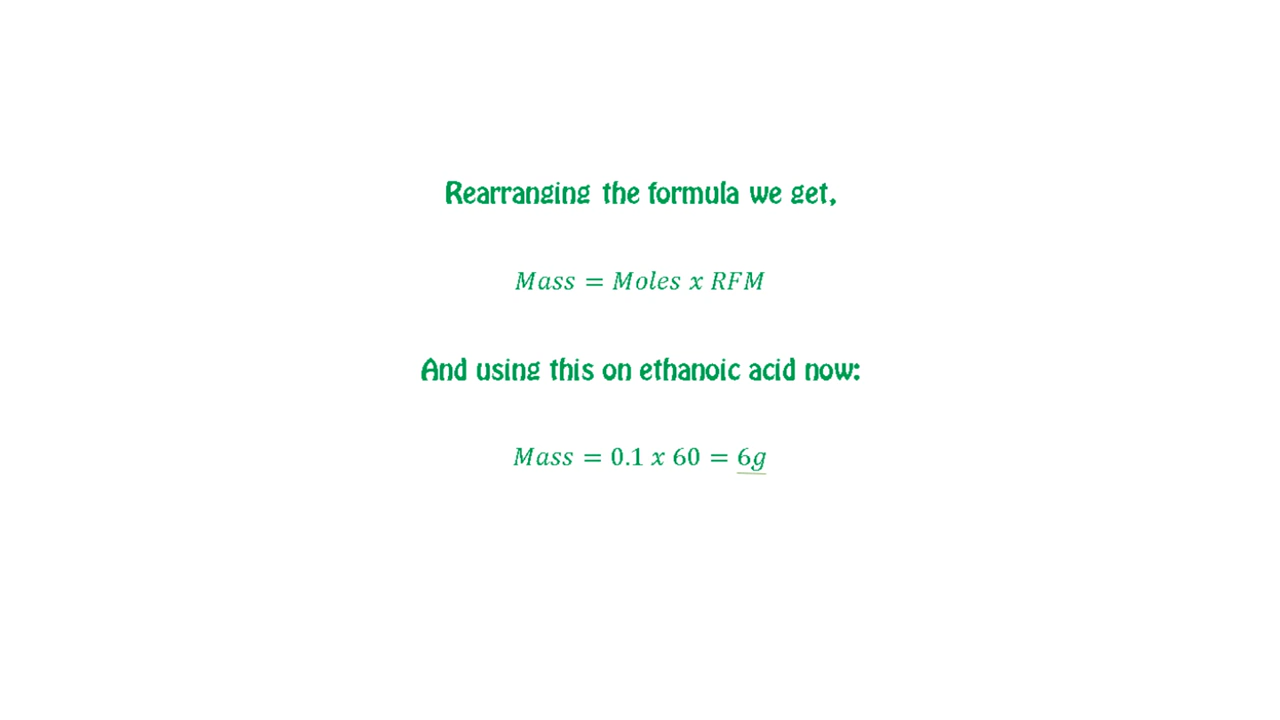 Rearranging the formula we get,
Mass = Moles x RFM
And using this on ethanoic acid now:
Mass = 0.1 x 60 = 6g